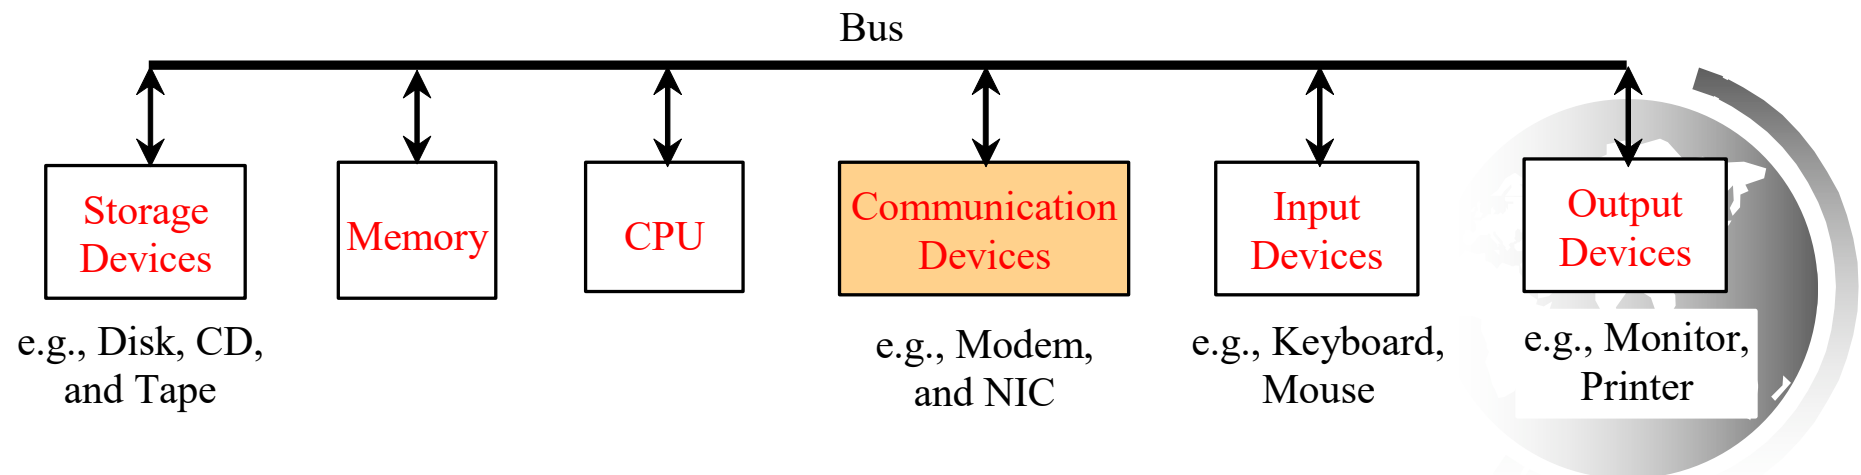 Bus
Storage
Devices
Memory
CPU
Communication
Devices
Input
Devices
Output
Devices
e.g., Disk, CD,
and Tape
e.g., Modem,
and NIC
e.g., Keyboard,
Mouse
e.g., Monitor,
Printer